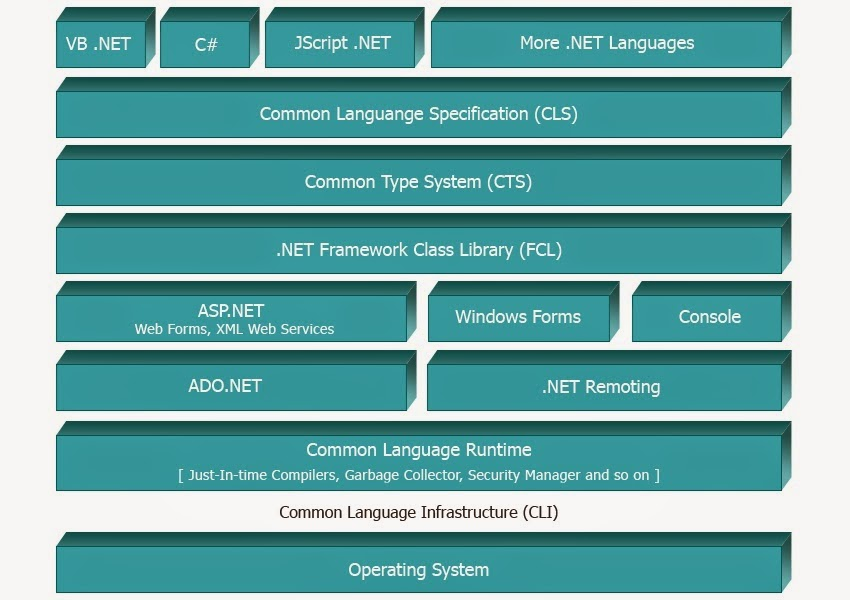 VB .NET
C#
JScript .NET
More .NET Languages
Common Languange Specification (CLS)
Common Type System (CTS)
.NET Framework Class Library (FCL)
ASP.NET
Web Forms, XML Web Services
Windows Forms
Console
ADO.NET
.NET Remoting
Common Language Runtime
[ Just-In-time Compilers, Garbage Collector, Security Manager and so on ]
Common Language Infrastructure (CLI)
Operating System